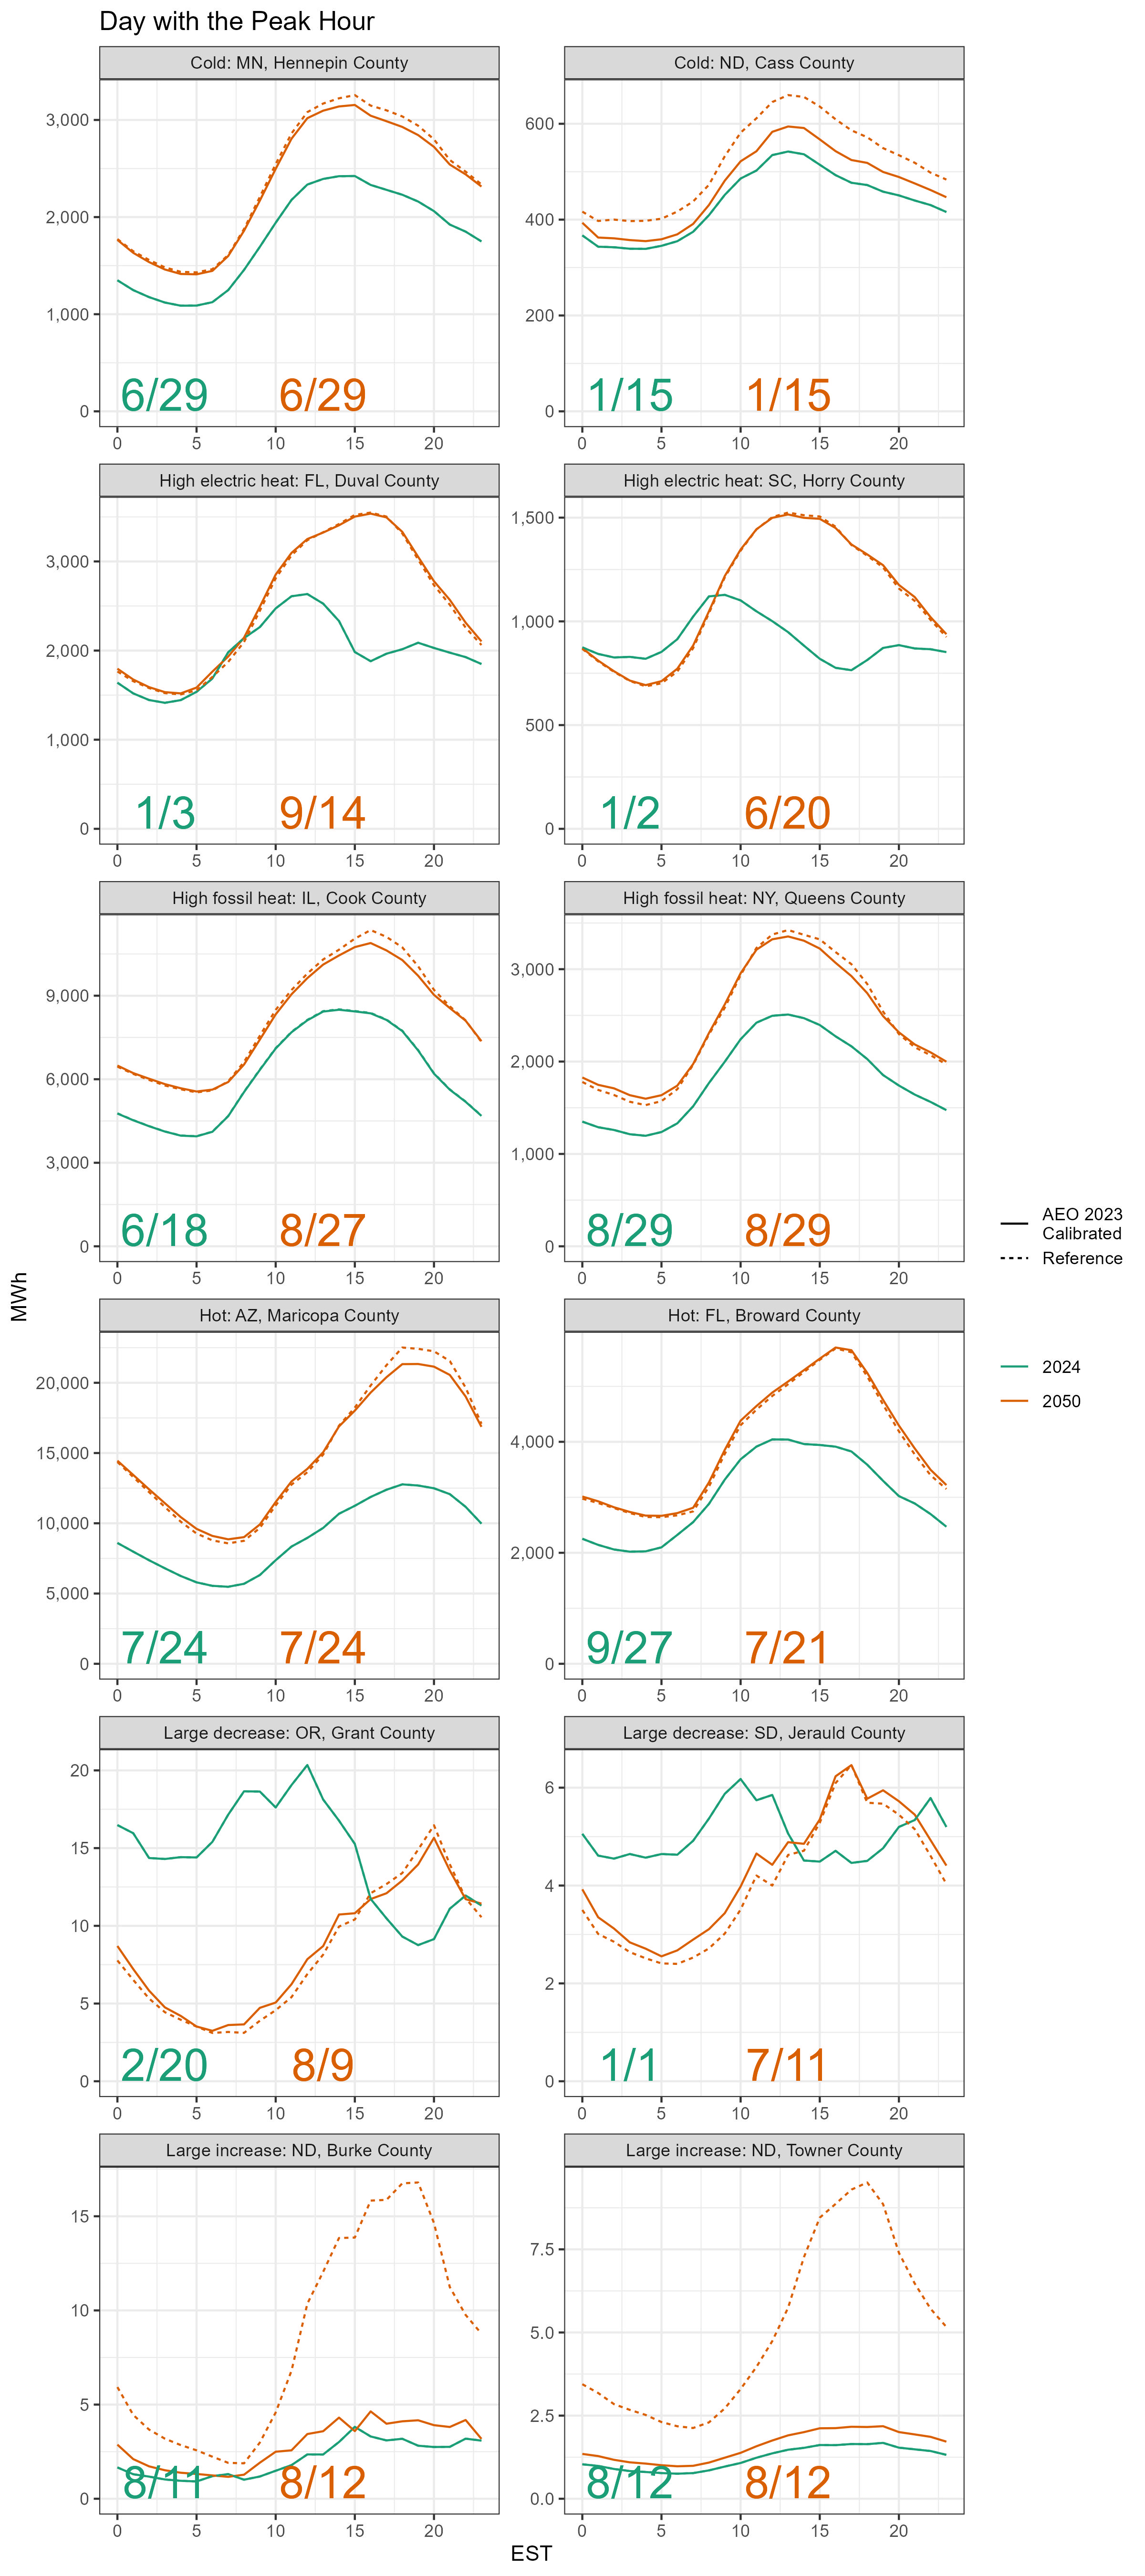 Day with the Peak Hour
Cold: MN, Hennepin County
3,000
2,000
1,000
0
6/29
6/29
0 5 10 15 20
Cold: ND, Cass County
600
400
200
0
1/15
1/15
0 5 10 15 20
High electric heat: FL, Duval County
3,000
2,000
1,000
0
1/3
9/14
0 5 10 15 20
High electric heat: SC, Horry County
1,500
1,000
500
0
1/2
6/20
0 5 10 15 20
High fossil heat: IL, Cook County
9,000
6,000
3,000
0
6/18
8/27
0 5 10 15 20
High fossil heat: NY, Queens County
3,000
2,000
1,000
0
8/29
8/29
0 5 10 15 20
Hot: AZ, Maricopa County
20,000
15,000
10,000
5,000
0
7/24
7/24
0 5 10 15 20
Hot: FL, Broward County
4,000
2,000
0
9/27
7/21
0 5 10 15 20
Large decrease: OR, Grant County
20
15
10
5
0
2/20
8/9
0 5 10 15 20
Large decrease: SD, Jerauld County
6
4
2
0
1/1
7/11
0 5 10 15 20
Large increase: ND, Burke County
15
10
5
0
8/11
8/12
0 5 10 15 20
Large increase: ND, Towner County
7.5
5.0
2.5
0.0
8/12
8/12
0 5 10 15 20
MWh
EST
AEO 2023
Calibrated
Reference
2024
2050